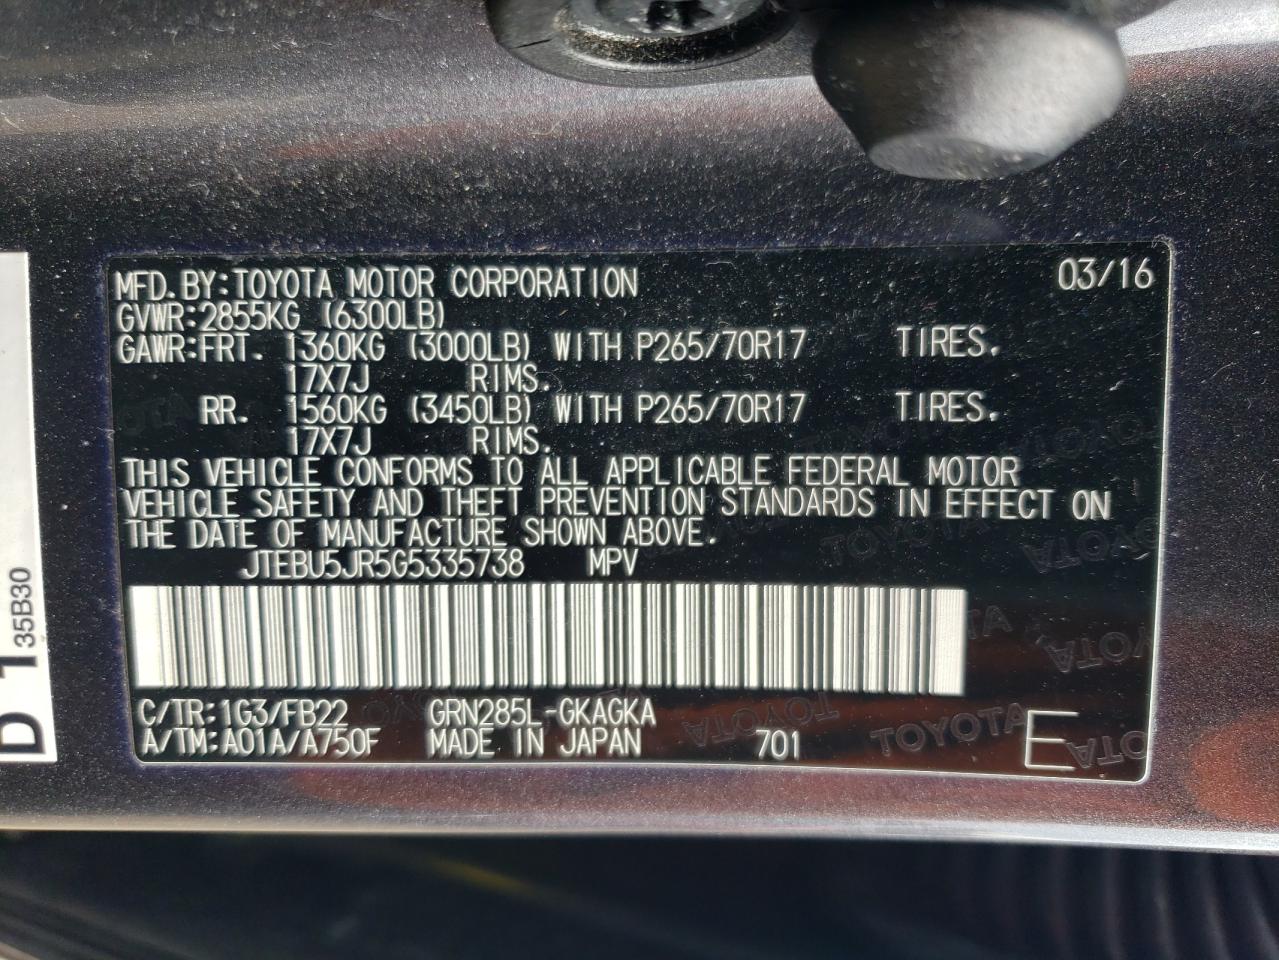 MFD.BY:TOYOTA MOTOR CORPORATION 03/16
GVWR:2855KG (6300LB)
GAWR:FRT. 1360KG (3000LB) WITH P265/70R17 TIRES.
17X7J RIMS.
RR. 1560KG (3450LB) WITH P265/70R17 TIRES.
17X7J RIMS.
THIS VEHICLE CONFORMS TO ALL APPLICABLE FEDERAL MOTOR
VEHICLE SAFETY AND THEFT PREVENTION STANDARDS IN EFFECT ON
THE DATE OF MANUFACTURE SHOWN ABOVE.
JTEBU5JR5G5335738 MPV
C/TR:1G3/FB22 GRN285L-GKAGKA
A/TM:A01A/A750F MADE IN JAPAN 701 E
TOYOTA
TOYOTA
TOYOTA
D 1 35B30